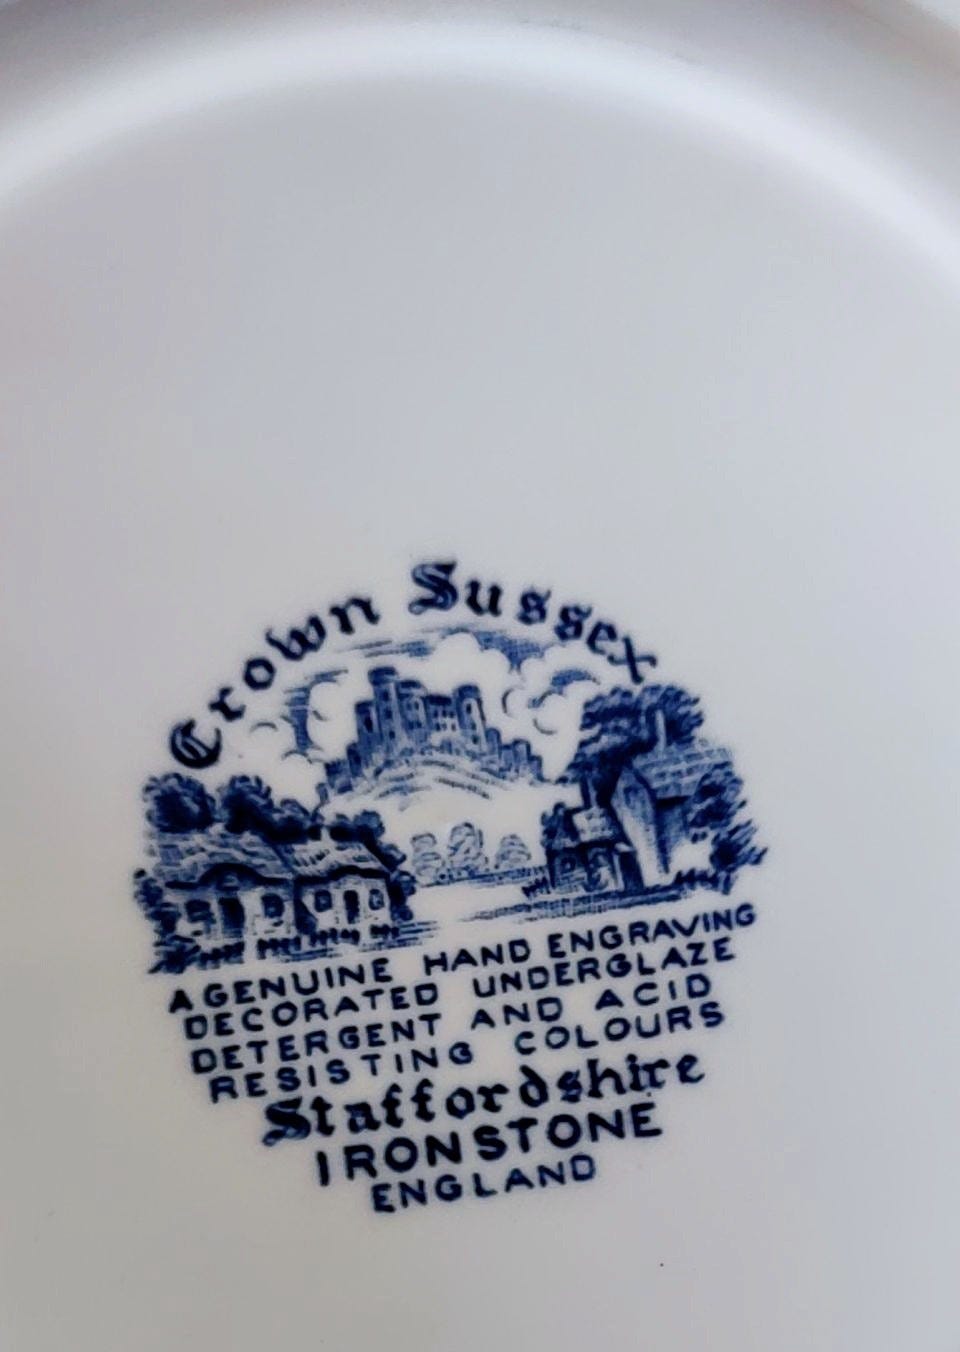 Crown Sussex
A GENUINE HAND ENGRAVING
DECORATED UNDERGLAZE
DETERGENT AND ACID
RESISTING COLOURS
Staffordshire
IRONSTONE
ENGLAND